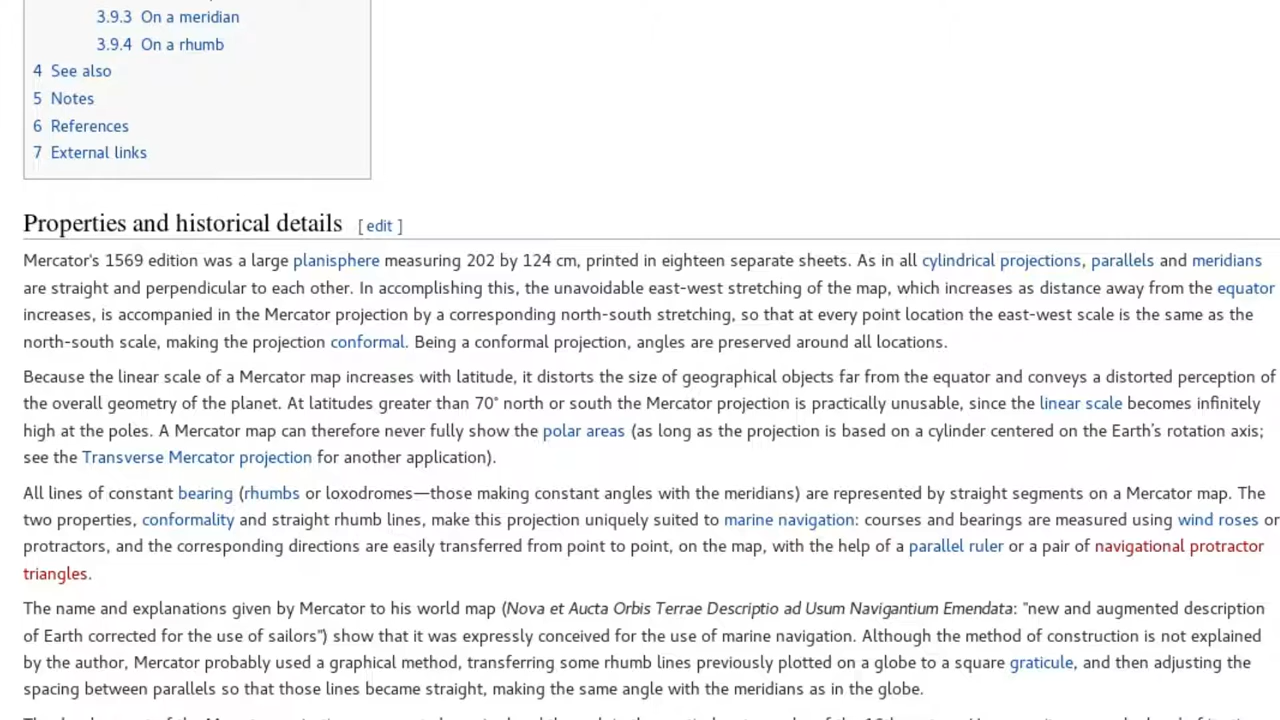 3.9.3 On a meridian
3.9.4 On a rhumb
4 See also
5 Notes
6 References
7 External links
Properties and historical details [ edit ]
Mercator's 1569 edition was a large planisphere measuring 202 by 124 cm, printed in eighteen separate sheets. As in all cylindrical projections, parallels and meridians
are straight and perpendicular to each other. In accomplishing this, the unavoidable east-west stretching of the map, which increases as distance away from the equator
increases, is accompanied in the Mercator projection by a corresponding north-south stretching, so that at every point location the east-west scale is the same as the
north-south scale, making the projection conformal. Being a conformal projection, angles are preserved around all locations.
Because the linear scale of a Mercator map increases with latitude, it distorts the size of geographical objects far from the equator and conveys a distorted perception of
the overall geometry of the planet. At latitudes greater than 70° north or south the Mercator projection is practically unusable, since the linear scale becomes infinitely
high at the poles. A Mercator map can therefore never fully show the polar areas (as long as the projection is based on a cylinder centered on the Earth's rotation axis;
see the Transverse Mercator projection for another application).
All lines of constant bearing (rhumbs or loxodromes—those making constant angles with the meridians) are represented by straight segments on a Mercator map. The
two properties, conformality and straight rhumb lines, make this projection uniquely suited to marine navigation: courses and bearings are measured using wind roses or
protractors, and the corresponding directions are easily transferred from point to point, on the map, with the help of a parallel ruler or a pair of navigational protractor
triangles.
The name and explanations given by Mercator to his world map (Nova et Aucta Orbis Terrae Descriptio ad Usum Navigantium Emendata: "new and augmented description
of Earth corrected for the use of sailors") show that it was expressly conceived for the use of marine navigation. Although the method of construction is not explained
by the author, Mercator probably used a graphical method, transferring some rhumb lines previously plotted on a globe to a square graticule, and then adjusting the
spacing between parallels so that those lines became straight, making the same angle with the meridians as in the globe.